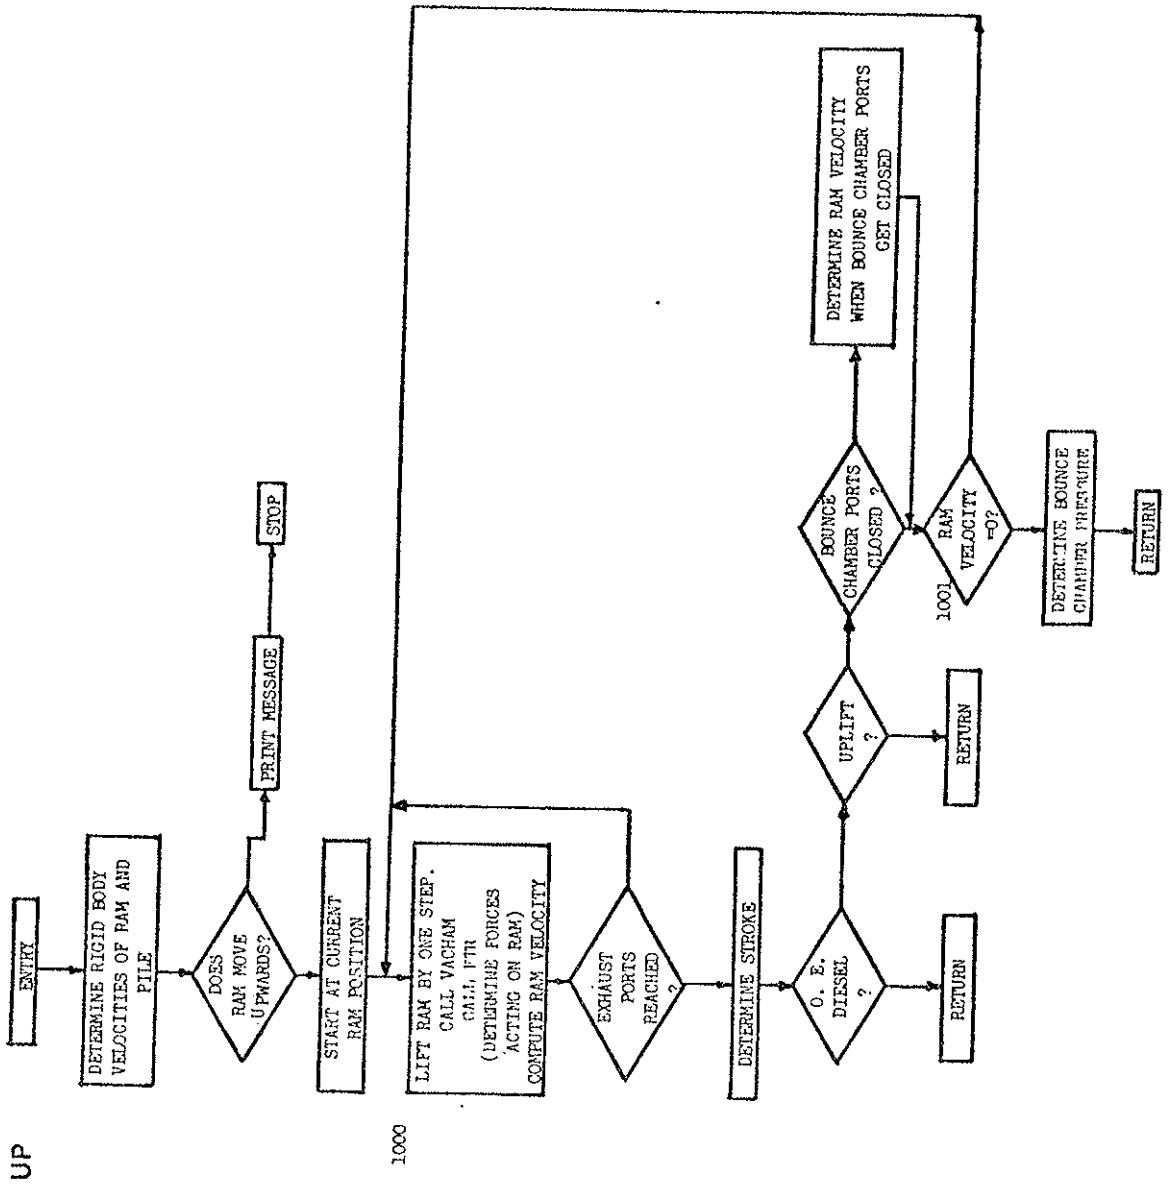 UP
ENTRY
DETERMINE RIGID BODY
VELOCITIES OF RAM AND
PILE
DOES
RAM MOVE
UPWARDS?
PRINT MESSAGE
STOP
START AT CURRENT
RAM POSITION
1000
LIFT RAM BY ONE STEP.
CALL VACHAM
CALL
(DETERMINE FORCES
ACTING ON RAM)
COMPUTE RAM VELOCITY
EXHAUST
PORTS
REACHED
?
DETERMINE STROKE
O. E.
DIESEL
?
RETURN
UPLIFT
?
RETURN
BOUNCE
CHAMBER PORTS
CLOSED ?
DETERMINE RAM VELOCITY
WHEN BOUNCE CHAMBER PORTS
GET CLOSED
1001
RAM
VELOCITY
=0?
DETERMINE BOUNCE
CHAMBER PRESSURE
RETURN